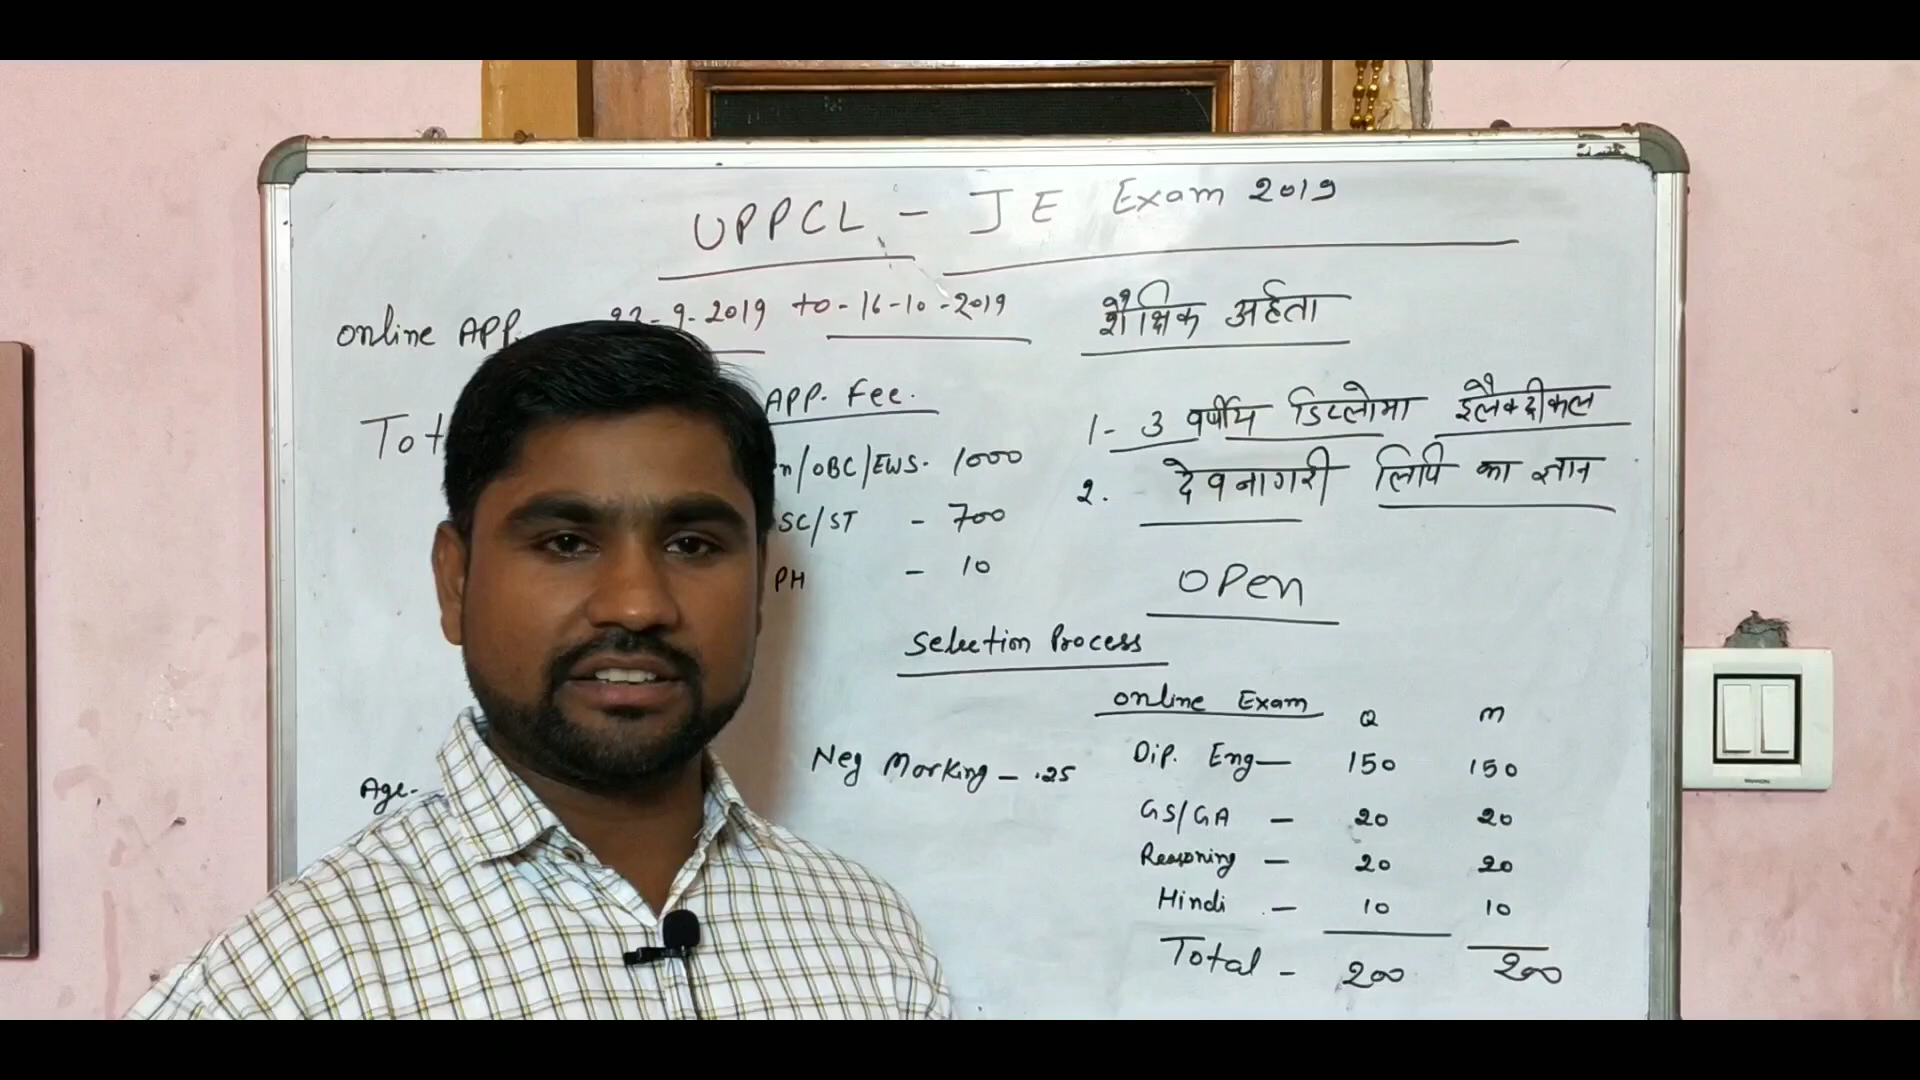 UPPCL - JE Exam 2019
Online APP. 23-9-2019 to - 16-10-2019
APP. Fee.
n/OBC/EWS. 1000
SC/ST - 700
PH - 10
शैक्षिक अर्हता
1- 3 वर्षीय डिप्लोमा इलैक्ट्रीकल
2. देवनागरी लिपि का ज्ञान
OPen
Selection Process
Online Exam Q M
Neg Marking - .25
Dip. Eng- 150 150
GS/GA - 20 20
Reasoning - 20 20
Hindi - 10 10
Total - 200 200
Age-